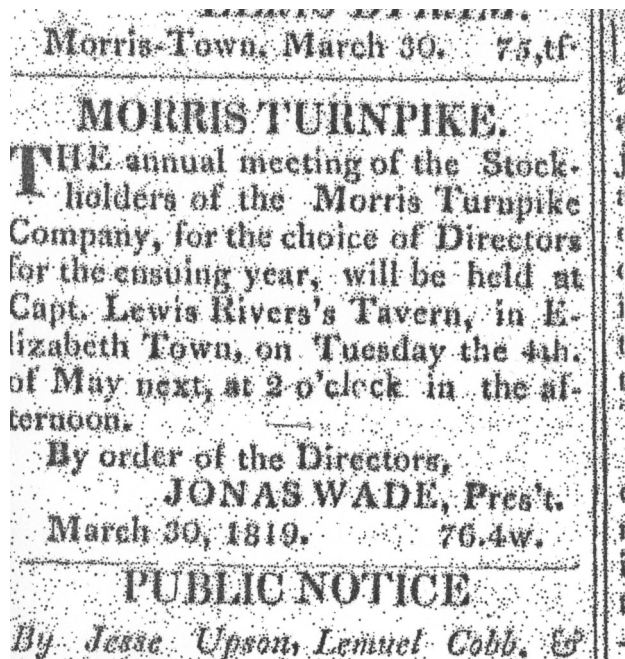 Morris-Town, March 30. 75,tf.
MORRIS TURNPIKE.
THE annual meeting of the Stock-
holders of the Morris Turnpike
Company, for the choice of Directors
for the ensuing year, will be held at
Capt. Lewis Rivers's Tavern, in E-
lizabeth Town, on Tuesday the 4th.
of May next, at 2 o'clock in the af-
ternoon.
By order of the Directors,
JONAS WADE, Pres't.
March 30, 1819. 76.4w.
PUBLIC NOTICE
By Jesse Upson, Lemuel Cobb, &